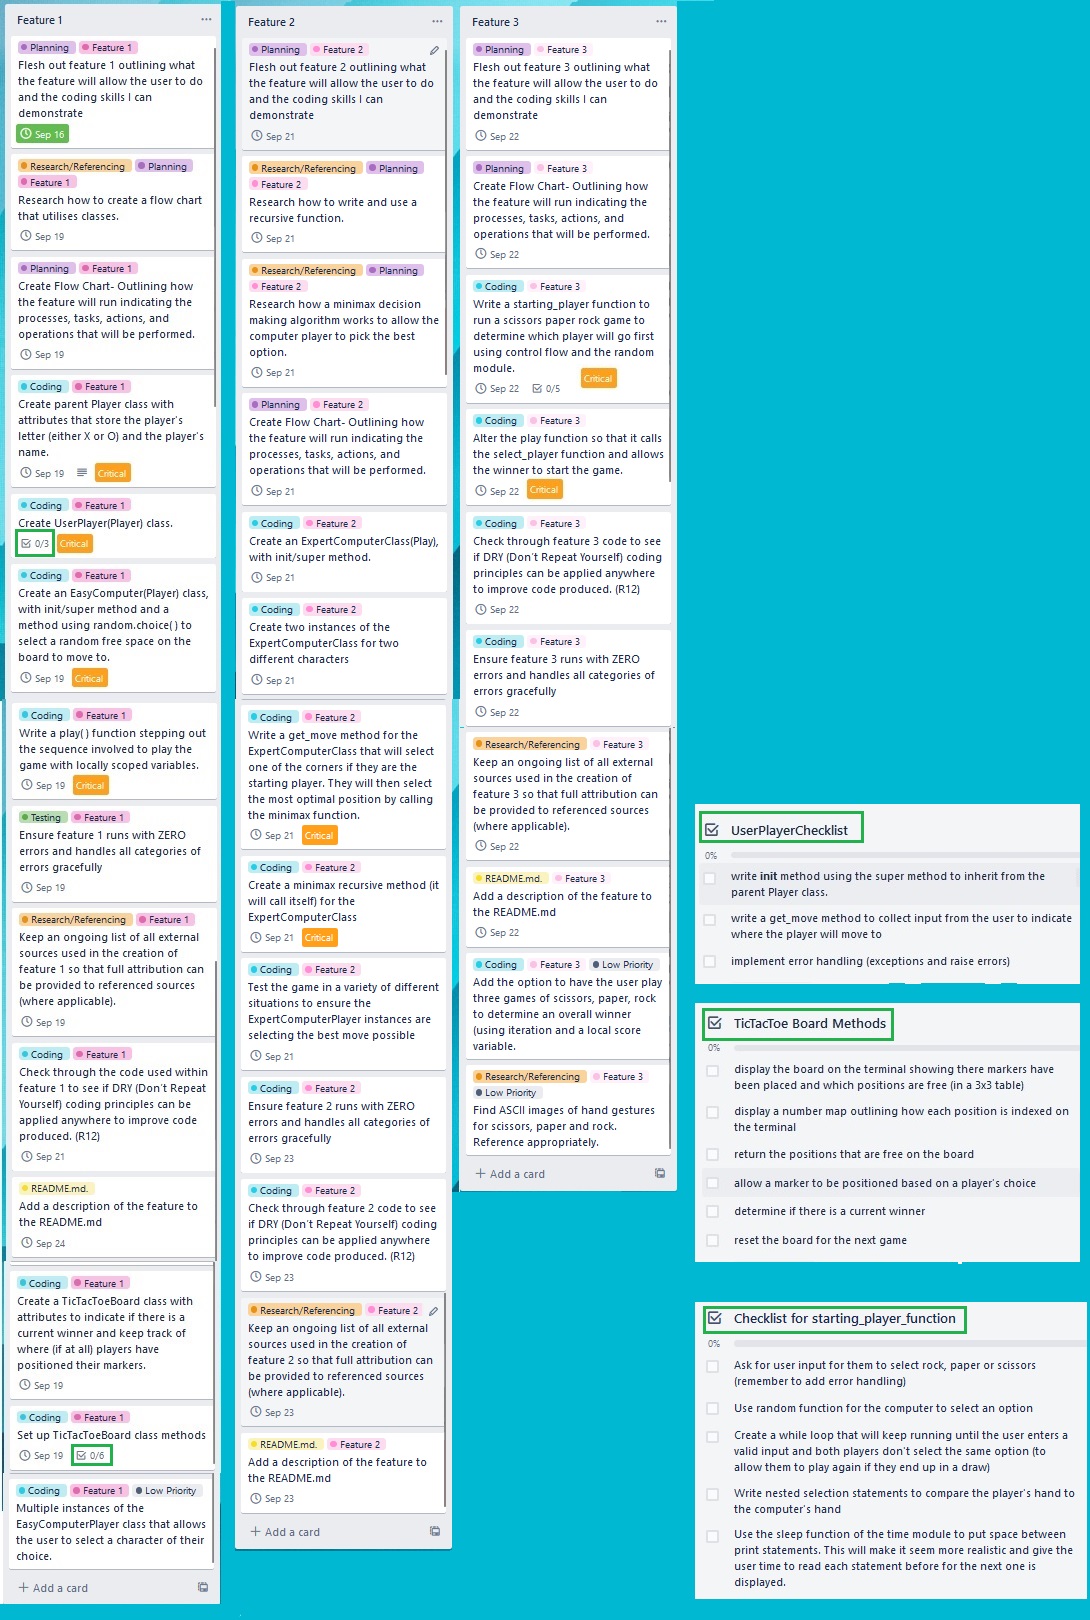 Feature 1
Planning Feature 1
Flesh out feature 1 outlining what
the feature will allow the user to do
and the coding skills I can
demonstrate
Sep 16
Research/Referencing Planning
Feature 1
Research how to create a flow chart
that utilises classes.
Sep 19
Planning Feature 1
Create Flow Chart- Outlining how
the feature will run indicating the
processes, tasks, actions, and
operations that will be performed.
Sep 19
Coding Feature 1
Create parent Player class with
attributes that store the player's
letter (either X or O) and the player's
name.
Sep 19 Critical
Coding Feature 1
Create UserPlayer(Player) class.
0/3 Critical
Coding Feature 1
Create an EasyComputer(Player) class,
with init/super method and a
method using random.choice( ) to
select a random free space on the
board to move to.
Sep 19 Critical
Coding Feature 1
Write a play( ) function stepping out
the sequence involved to play the
game with locally scoped variables.
Sep 19 Critical
Testing Feature 1
Ensure feature 1 runs with ZERO
errors and handles all categories of
errors gracefully
Sep 19
Research/Referencing Feature 1
Keep an ongoing list of all external
sources used in the creation of
feature 1 so that full attribution can
be provided to referenced sources
(where applicable).
Sep 19
Coding Feature 1
Check through the code used within
feature 1 to see if DRY (Don't Repeat
Yourself) coding principles can be
applied anywhere to improve code
produced. (R12)
Sep 21
README.md.
Add a description of the feature to
the README.md
Sep 24
Coding Feature 1
Create a TicTacToeBoard class with
attributes to indicate if there is a
current winner and keep track of
where (if at all) players have
positioned their markers.
Sep 19
Coding Feature 1
Set up TicTacToeBoard class methods
Sep 19 0/6
Coding Feature 1 Low Priority
Multiple instances of the
EasyComputerPlayer class that allows
the user to select a character of their
choice.
+ Add a card
Feature 2
Planning Feature 2
Flesh out feature 2 outlining what
the feature will allow the user to do
and the coding skills I can
demonstrate
Sep 21
Research/Referencing Planning
Feature 2
Research how to write and use a
recursive function.
Sep 21
Research/Referencing Planning
Feature 2
Research how a minimax decision
making algorithm works to allow the
computer player to pick the best
option.
Sep 21
Planning Feature 2
Create Flow Chart- Outlining how
the feature will run indicating the
processes, tasks, actions, and
operations that will be performed.
Sep 21
Coding Feature 2
Create an ExpertComputerClass(Play),
with init/super method.
Sep 21
Coding Feature 2
Create two instances of the
ExpertComputerClass for two
different characters
Sep 21
Coding Feature 2
Write a get_move method for the
ExpertComputerClass that will select
one of the corners if they are the
starting player. They will then select
the most optimal position by calling
the minimax function.
Sep 21 Critical
Coding Feature 2
Create a minimax recursive method (it
will call itself) for the
ExpertComputerClass
Sep 21 Critical
Coding Feature 2
Test the game in a variety of different
situations to ensure the
ExpertComputerPlayer instances are
selecting the best move possible
Sep 21
Coding Feature 2
Ensure feature 2 runs with ZERO
errors and handles all categories of
errors gracefully
Sep 23
Coding Feature 2
Check through feature 2 code to see
if DRY (Don't Repeat Yourself) coding
principles can be applied anywhere
to improve code produced. (R12)
Sep 23
Research/Referencing Feature 2
Keep an ongoing list of all external
sources used in the creation of
feature 2 so that full attribution can
be provided to referenced sources
(where applicable).
Sep 23
README.md. Feature 2
Add a description of the feature to
the README.md
Sep 23
+ Add a card
Feature 3
Planning Feature 3
Flesh out feature 3 outlining what
the feature will allow the user to do
and the coding skills I can
demonstrate
Sep 22
Planning Feature 3
Create Flow Chart- Outlining how
the feature will run indicating the
processes, tasks, actions, and
operations that will be performed.
Sep 22
Coding Feature 3
Write a starting_player function to
run a scissors paper rock game to
determine which player will go first
using control flow and the random
module.
Sep 22 0/5 Critical
Coding Feature 3
Alter the play function so that it calls
the select_player function and allows
the winner to start the game.
Sep 22 Critical
Coding Feature 3
Check through feature 3 code to see
if DRY (Don't Repeat Yourself) coding
principles can be applied anywhere
to improve code produced. (R12)
Sep 22
Coding Feature 3
Ensure feature 3 runs with ZERO
errors and handles all categories of
errors gracefully
Sep 22
Research/Referencing Feature 3
Keep an ongoing list of all external
sources used in the creation of
feature 3 so that full attribution can
be provided to referenced sources
(where applicable).
Sep 22
README.md. Feature 3
Add a description of the feature to
the README.md
Sep 22
Coding Feature 3 Low Priority
Add the option to have the user play
three games of scissors, paper, rock
to determine an overall winner
(using iteration and a local score
variable.
Research/Referencing Feature 3
Low Priority
Find ASCII images of hand gestures
for scissors, paper and rock.
Reference appropriately.
+ Add a card
UserPlayerChecklist
0%
write init method using the super method to inherit from the
parent Player class.
write a get_move method to collect input from the user to indicate
where the player will move to
implement error handling (exceptions and raise errors)
TicTacToe Board Methods
0%
display the board on the terminal showing there markers have
been placed and which positions are free (in a 3x3 table)
display a number map outlining how each position is indexed on
the terminal
return the positions that are free on the board
allow a marker to be positioned based on a player's choice
determine if there is a current winner
reset the board for the next game
Checklist for starting_player_function
0%
Ask for user input for them to select rock, paper or scissors
(remember to add error handling)
Use random function for the computer to select an option
Create a while loop that will keep running until the user enters a
valid input and both players don't select the same option (to
allow them to play again if they end up in a draw)
Write nested selection statements to compare the player's hand to
the computer's hand
Use the sleep function of the time module to put space between
print statements. This will make it seem more realistic and give the
user time to read each statement before for the next one is
displayed.